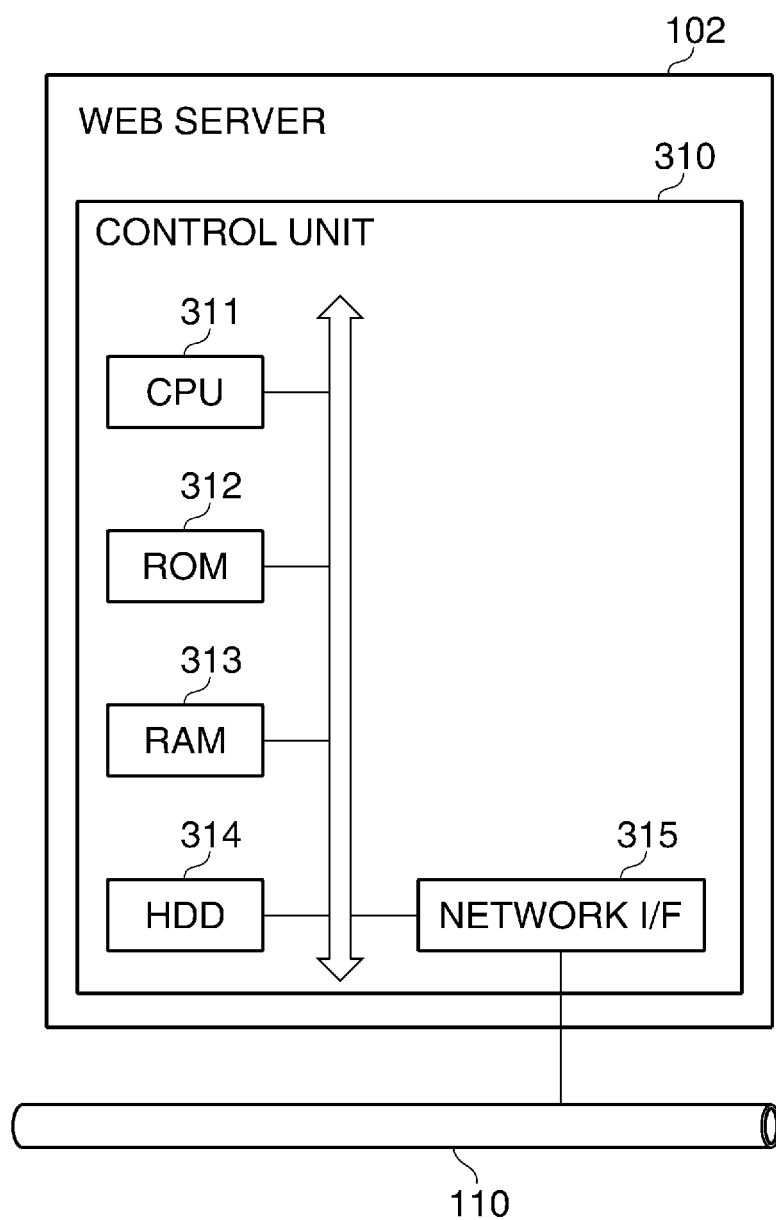 102
WEB SERVER
310
CONTROL UNIT
311
CPU
312
ROM
313
RAM
314
HDD
315
NETWORK I/F
110